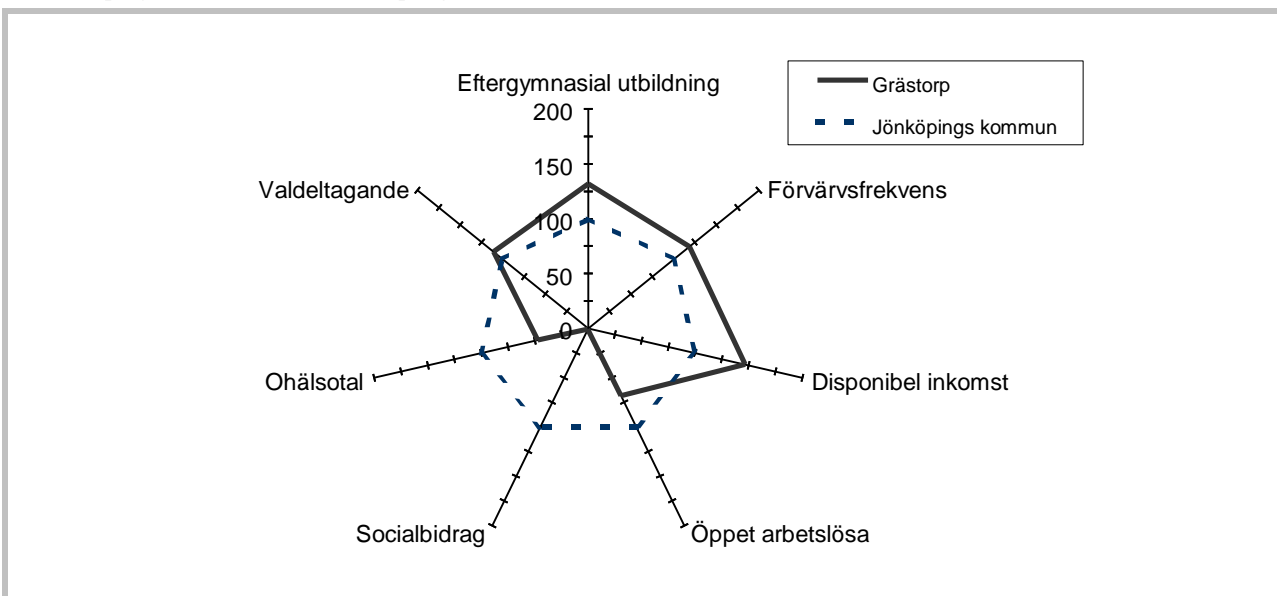 Eftergymnasial utbildning
200
150
100
50
0
Grästorp
Jönköpings kommun
Valdeltagande
Förvärvsfrekvens
Ohälsotal
Disponibel inkomst
Socialbidrag
Öppet arbetslösa